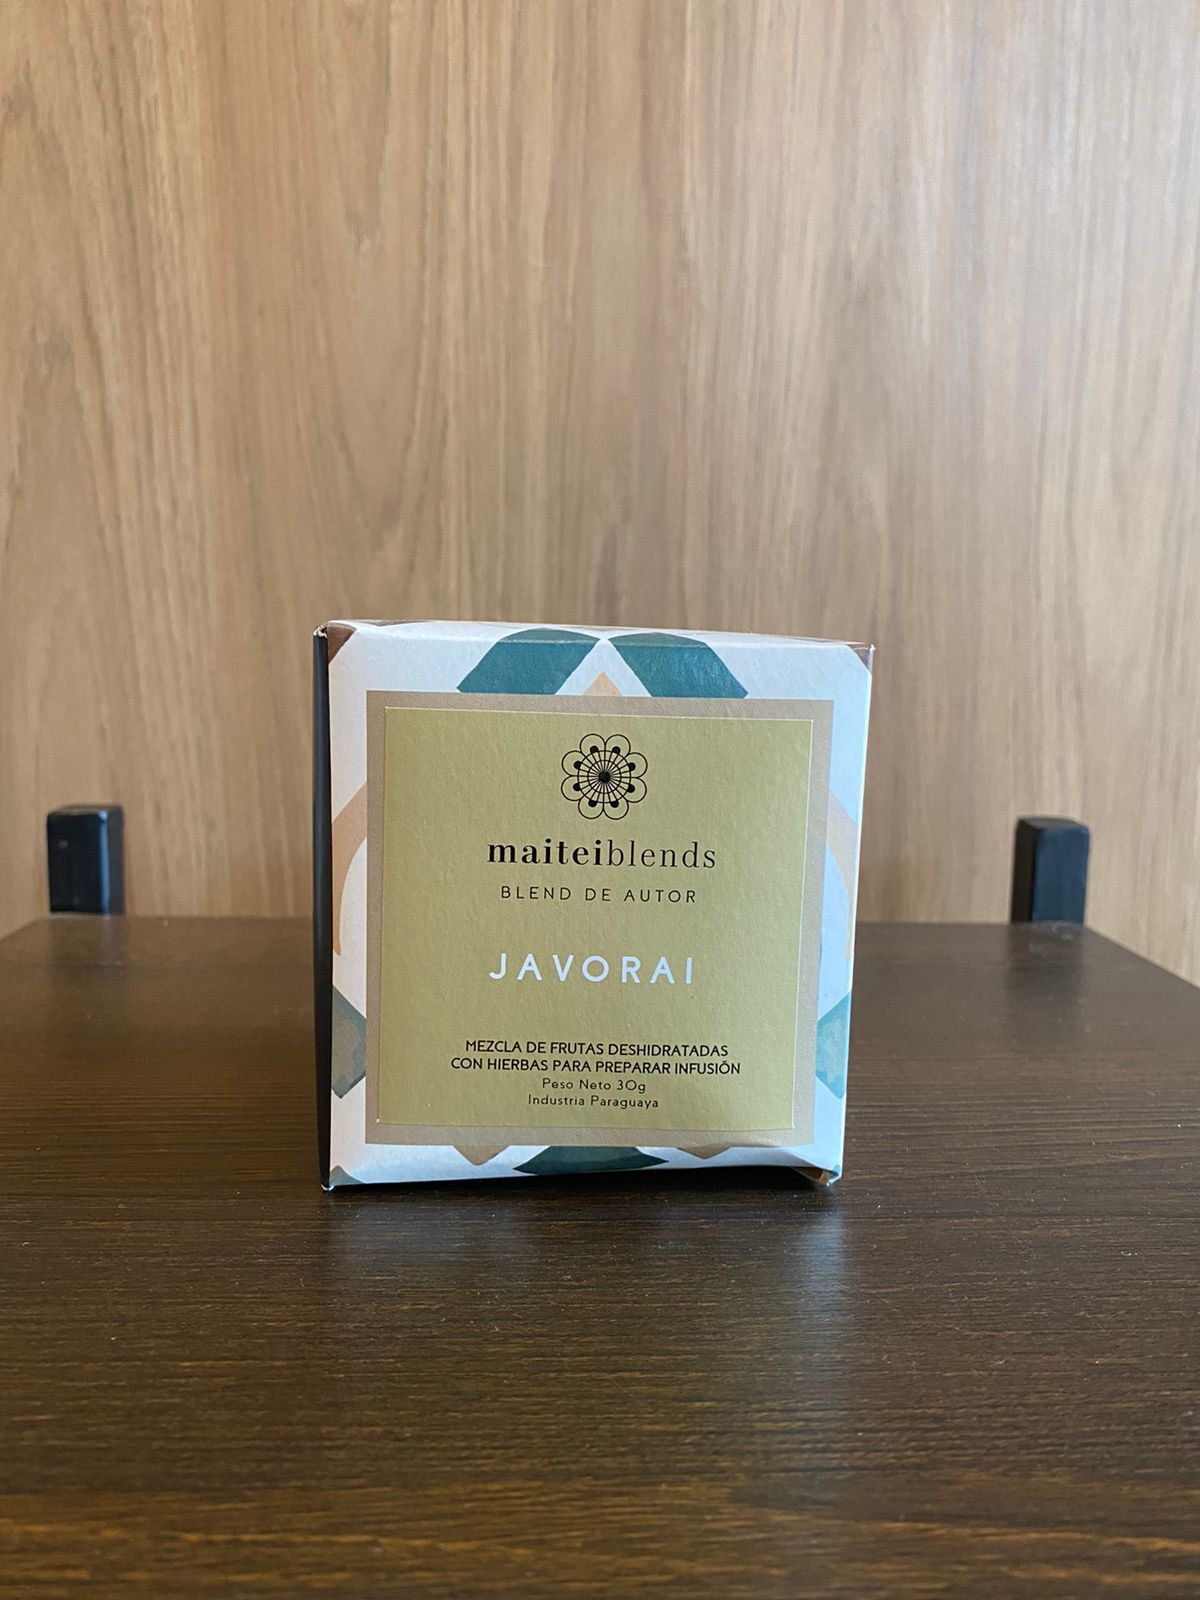 maiteiblends
BLEND DE AUTOR
JAVORAI
MEZCLA DE FRUTAS DESHIDRATADAS
CON HIERBAS PARA PREPARAR INFUSIÓN
Peso Neto 30g
Industria Paraguaya